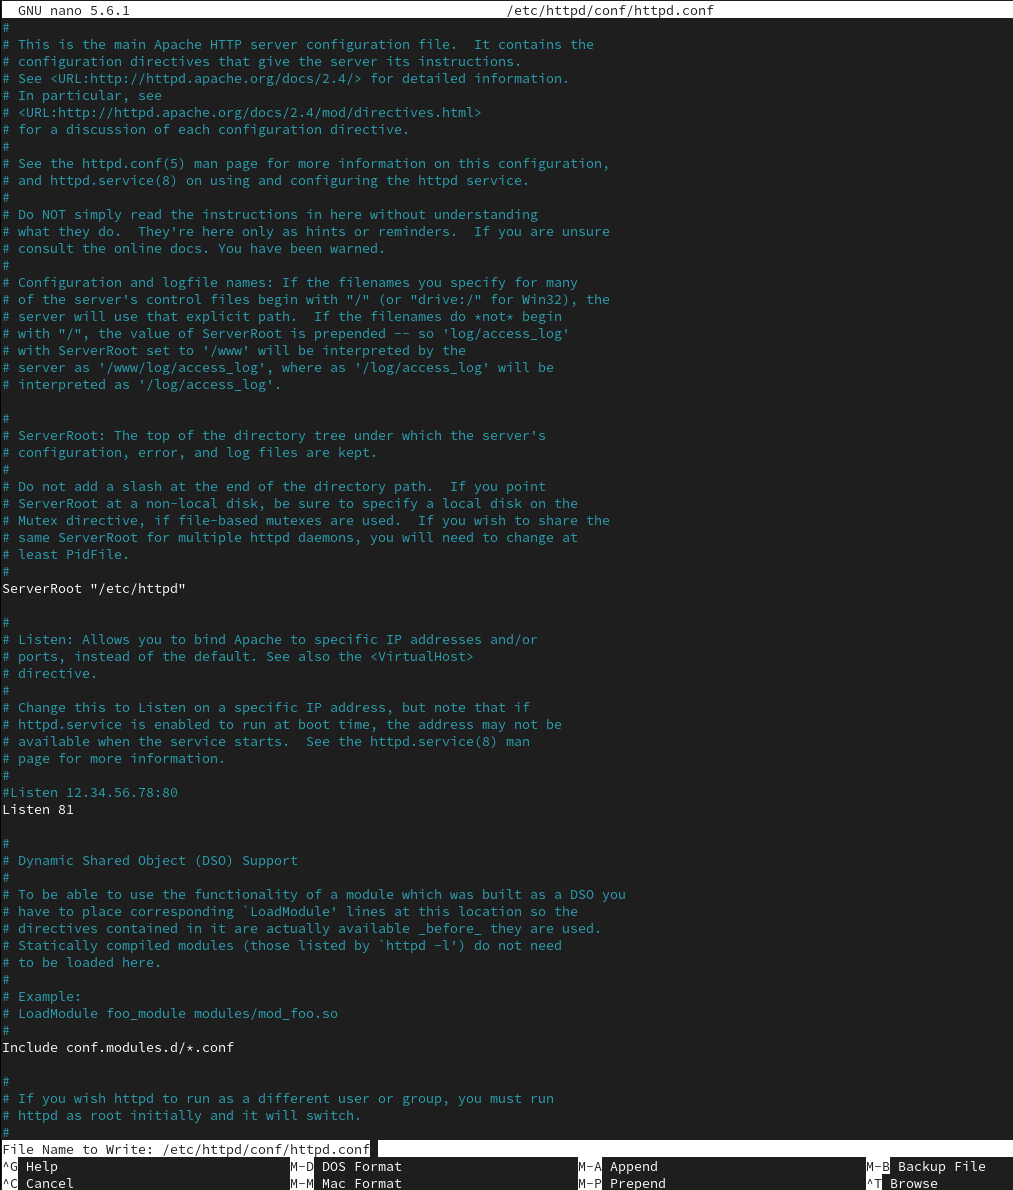 GNU nano 5.6.1 /etc/httpd/conf/httpd.conf
#
# This is the main Apache HTTP server configuration file.  It contains the
# configuration directives that give the server its instructions.
# See <URL:http://httpd.apache.org/docs/2.4/> for detailed information.
# In particular, see
# <URL:http://httpd.apache.org/docs/2.4/mod/directives.html>
# for a discussion of each configuration directive.
#
# See the httpd.conf(5) man page for more information on this configuration,
# and httpd.service(8) on using and configuring the httpd service.
#
# Do NOT simply read the instructions in here without understanding
# what they do.  They're here only as hints or reminders.  If you are unsure
# consult the online docs. You have been warned.
#
# Configuration and logfile names: If the filenames you specify for many
# of the server's control files begin with "/" (or "drive:/" for Win32), the
# server will use that explicit path.  If the filenames do *not* begin
# with "/", the value of ServerRoot is prepended -- so 'log/access_log'
# with ServerRoot set to '/www' will be interpreted by the
# server as '/www/log/access_log', where as '/log/access_log' will be
# interpreted as '/log/access_log'.

#
# ServerRoot: The top of the directory tree under which the server's
# configuration, error, and log files are kept.
#
# Do not add a slash at the end of the directory path.  If you point
# ServerRoot at a non-local disk, be sure to specify a local disk on the
# Mutex directive, if file-based mutexes are used.  If you wish to share the
# same ServerRoot for multiple httpd daemons, you will need to change at
# least PidFile.
#
ServerRoot "/etc/httpd"

#
# Listen: Allows you to bind Apache to specific IP addresses and/or
# ports, instead of the default. See also the <VirtualHost>
# directive.
#
# Change this to Listen on a specific IP address, but note that if
# httpd.service is enabled to run at boot time, the address may not be
# available when the service starts.  See the httpd.service(8) man
# page for more information.
#
#Listen 12.34.56.78:80
Listen 81

#
# Dynamic Shared Object (DSO) Support
#
# To be able to use the functionality of a module which was built as a DSO you
# have to place corresponding `LoadModule' lines at this location so the
# directives contained in it are actually available _before_ they are used.
# Statically compiled modules (those listed by `httpd -l') do not need
# to be loaded here.
#
# Example:
# LoadModule foo_module modules/mod_foo.so
#
Include conf.modules.d/*.conf

#
# If you wish httpd to run as a different user or group, you must run
# httpd as root initially and it will switch.
#
File Name to Write: /etc/httpd/conf/httpd.conf
^G Help M-D DOS Format M-A Append M-B Backup File
^C Cancel M-M Mac Format M-P Prepend ^T Browse